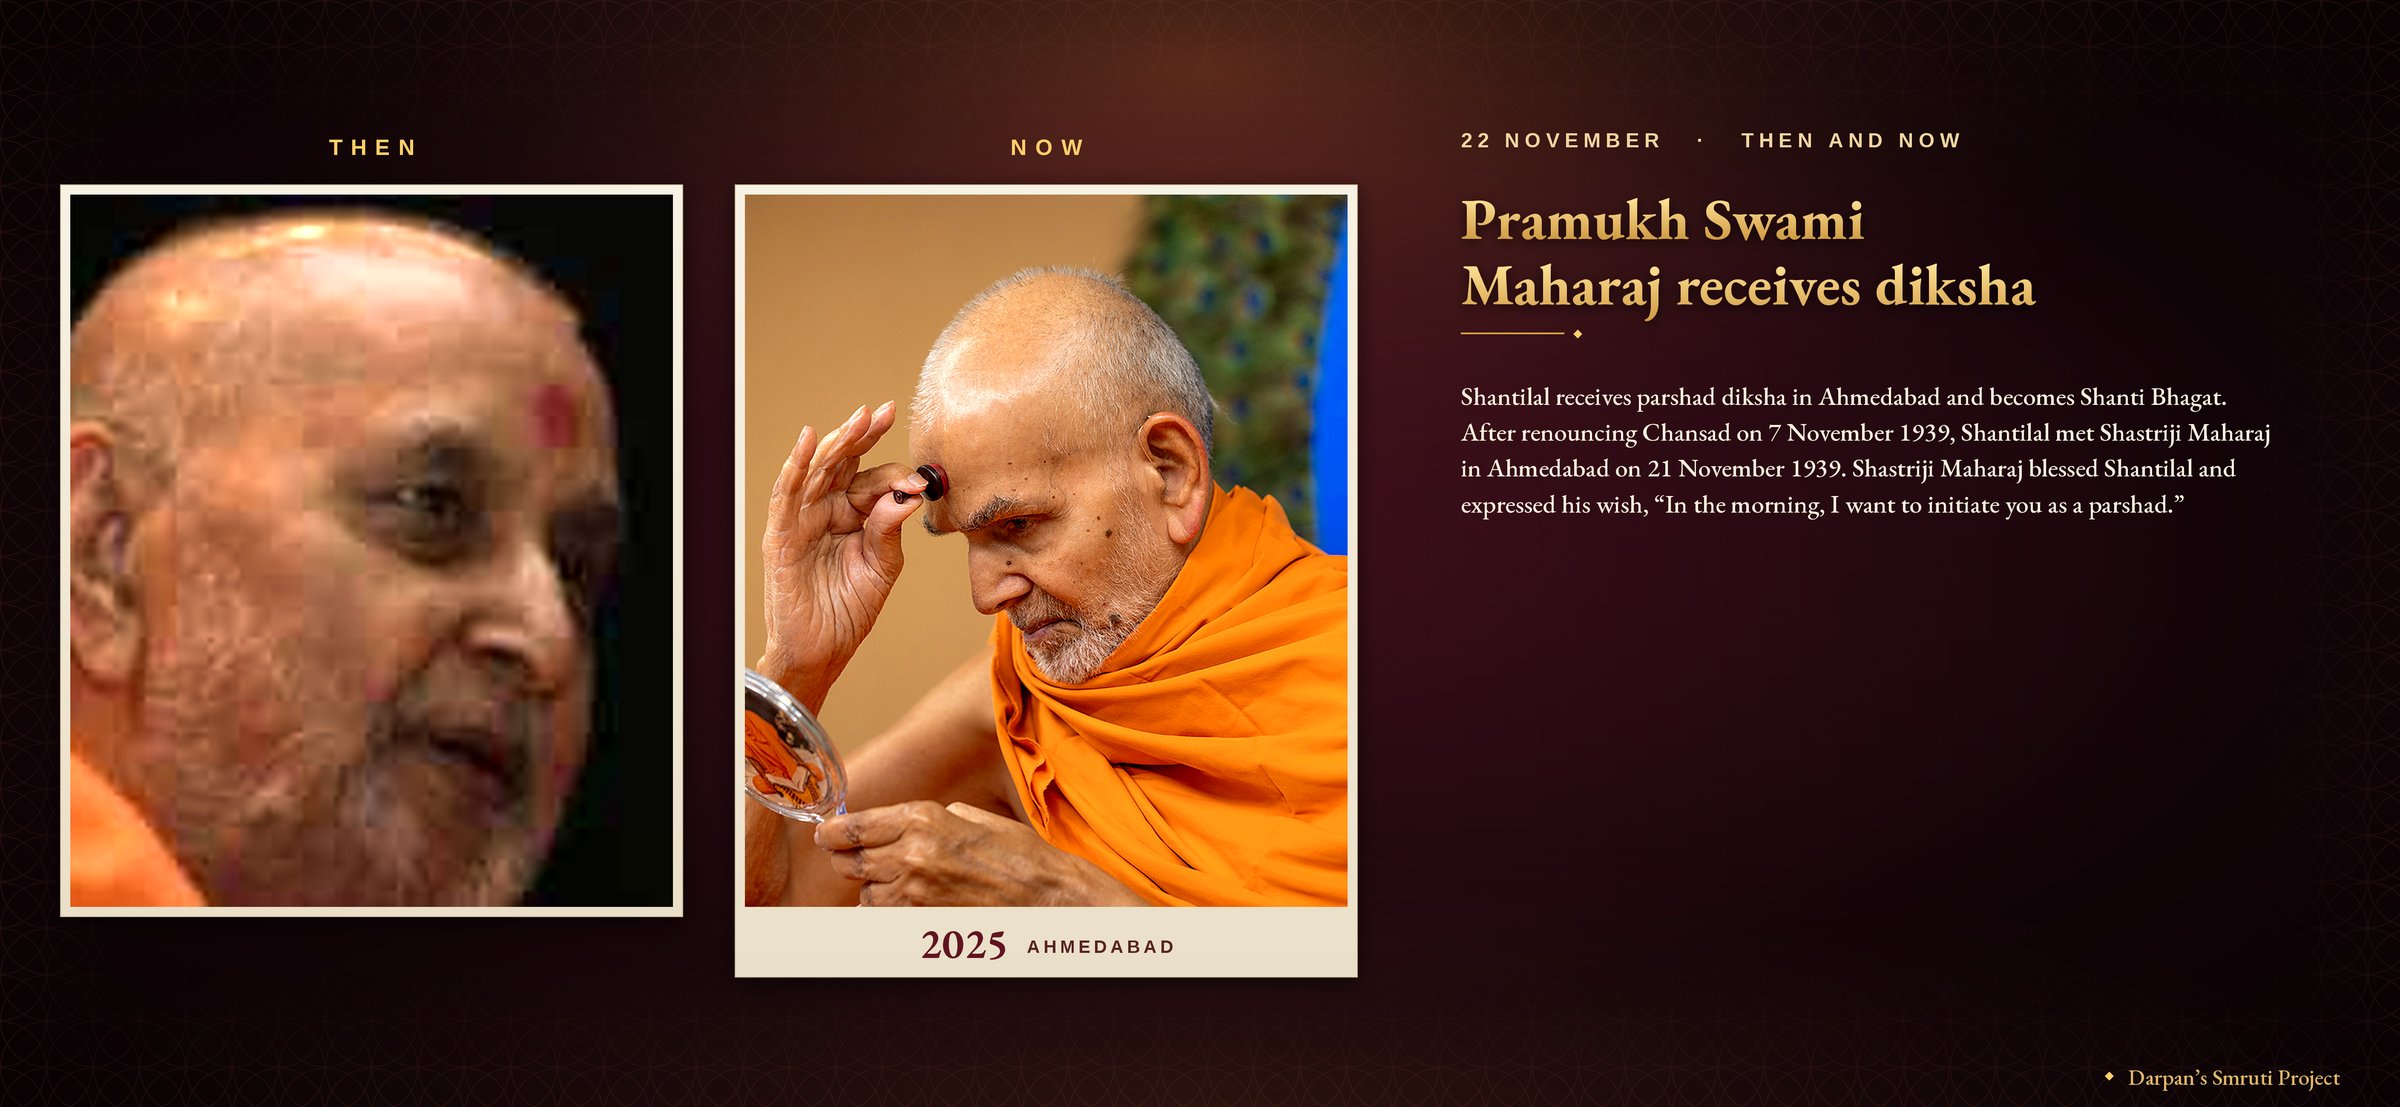 THEN
NOW
2025 AHMEDABAD
22 NOVEMBER · THEN AND NOW
Pramukh Swami
Maharaj receives diksha
Shantilal receives parshad diksha in Ahmedabad and becomes Shanti Bhagat.
After renouncing Chansad on 7 November 1939, Shantilal met Shastriji Maharaj
in Ahmedabad on 21 November 1939. Shastriji Maharaj blessed Shantilal and
expressed his wish, “In the morning, I want to initiate you as a parshad.”
Darpan’s Smruti Project